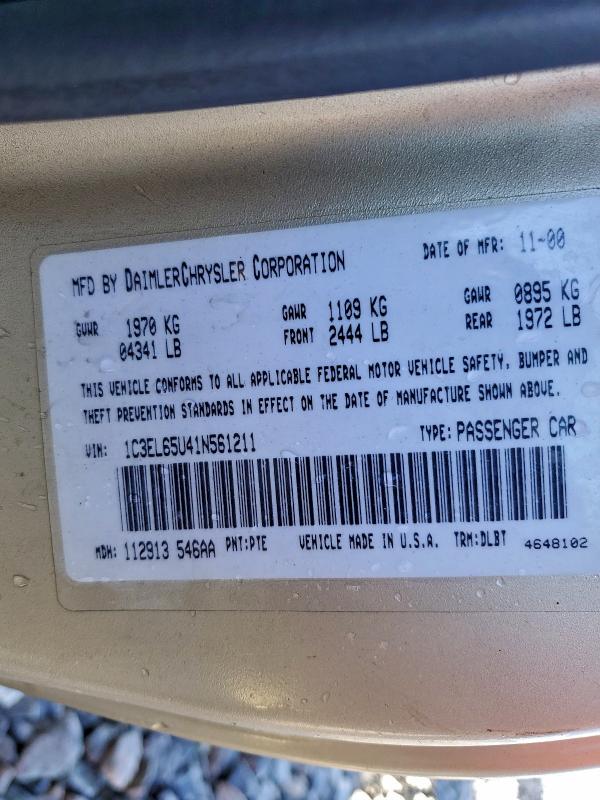 MFD BY DAIMLERCHRYSLER CORPORATION DATE OF MFR: 11-00
GVWR 1970 KG GAWR 1109 KG GAWR 0895 KG
04341 LB FRONT 2444 LB REAR 1972 LB
THIS VEHICLE CONFORMS TO ALL APPLICABLE FEDERAL MOTOR VEHICLE SAFETY, BUMPER AND
THEFT PREVENTION STANDARDS IN EFFECT ON THE DATE OF MANUFACTURE SHOWN ABOVE.
VIN: 1C3EL65U41N561211 TYPE: PASSENGER CAR
MDH: 112913 546AA PNT:PTE VEHICLE MADE IN U.S.A. TRM:DLBT 4648102